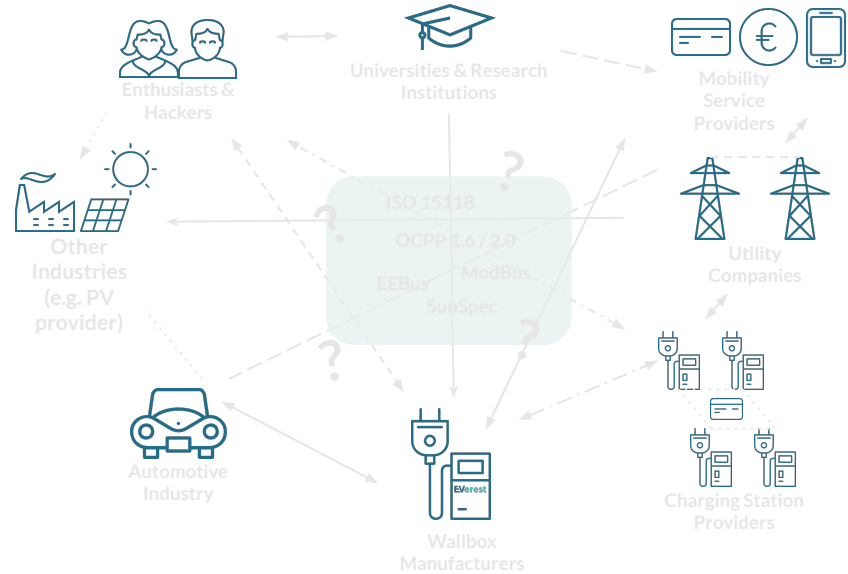 Enthusiasts &
Hackers
Universities & Research
Institutions
Mobility
Service
Providers
Other
Industries
(e.g. PV
provider)
?
?
ISO 15118
OCPP 1.6 / 2.0
EEBus
ModBus
SunSpec
?
?
Utility
Companies
Automotive
Industry
EVerest
Wallbox
Manufacturers
Charging Station
Providers
€